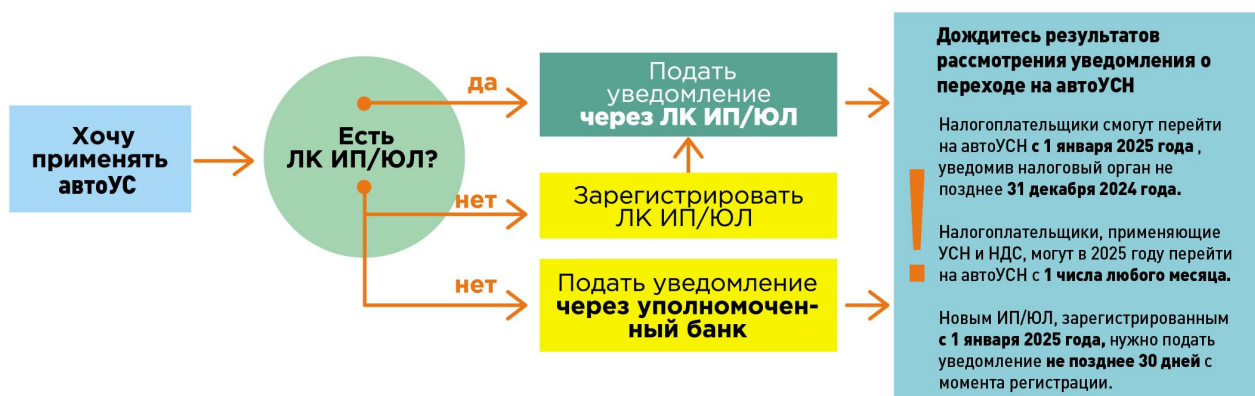 Хочу
применять
автоУС
Есть
ЛК ИП/ЮЛ?
да
нет
нет
Подать
уведомление
через ЛК ИП/ЮЛ
Зарегистрировать
ЛК ИП/ЮЛ
Подать уведомление
через уполномочен-
ный банк
Дождитесь результатов
рассмотрения уведомления о
переходе на автоУСН
Налогоплательщики смогут перейти
на автоУСН с 1 января 2025 года ,
уведомив налоговый орган не
позднее 31 декабря 2024 года.
!
Налогоплательщики, применяющие
УСН и НДС, могут в 2025 году перейти
на автоУСН с 1 числа любого месяца.
Новым ИП/ЮЛ, зарегистрированным
с 1 января 2025 года, нужно подать
уведомление не позднее 30 дней с
момента регистрации.